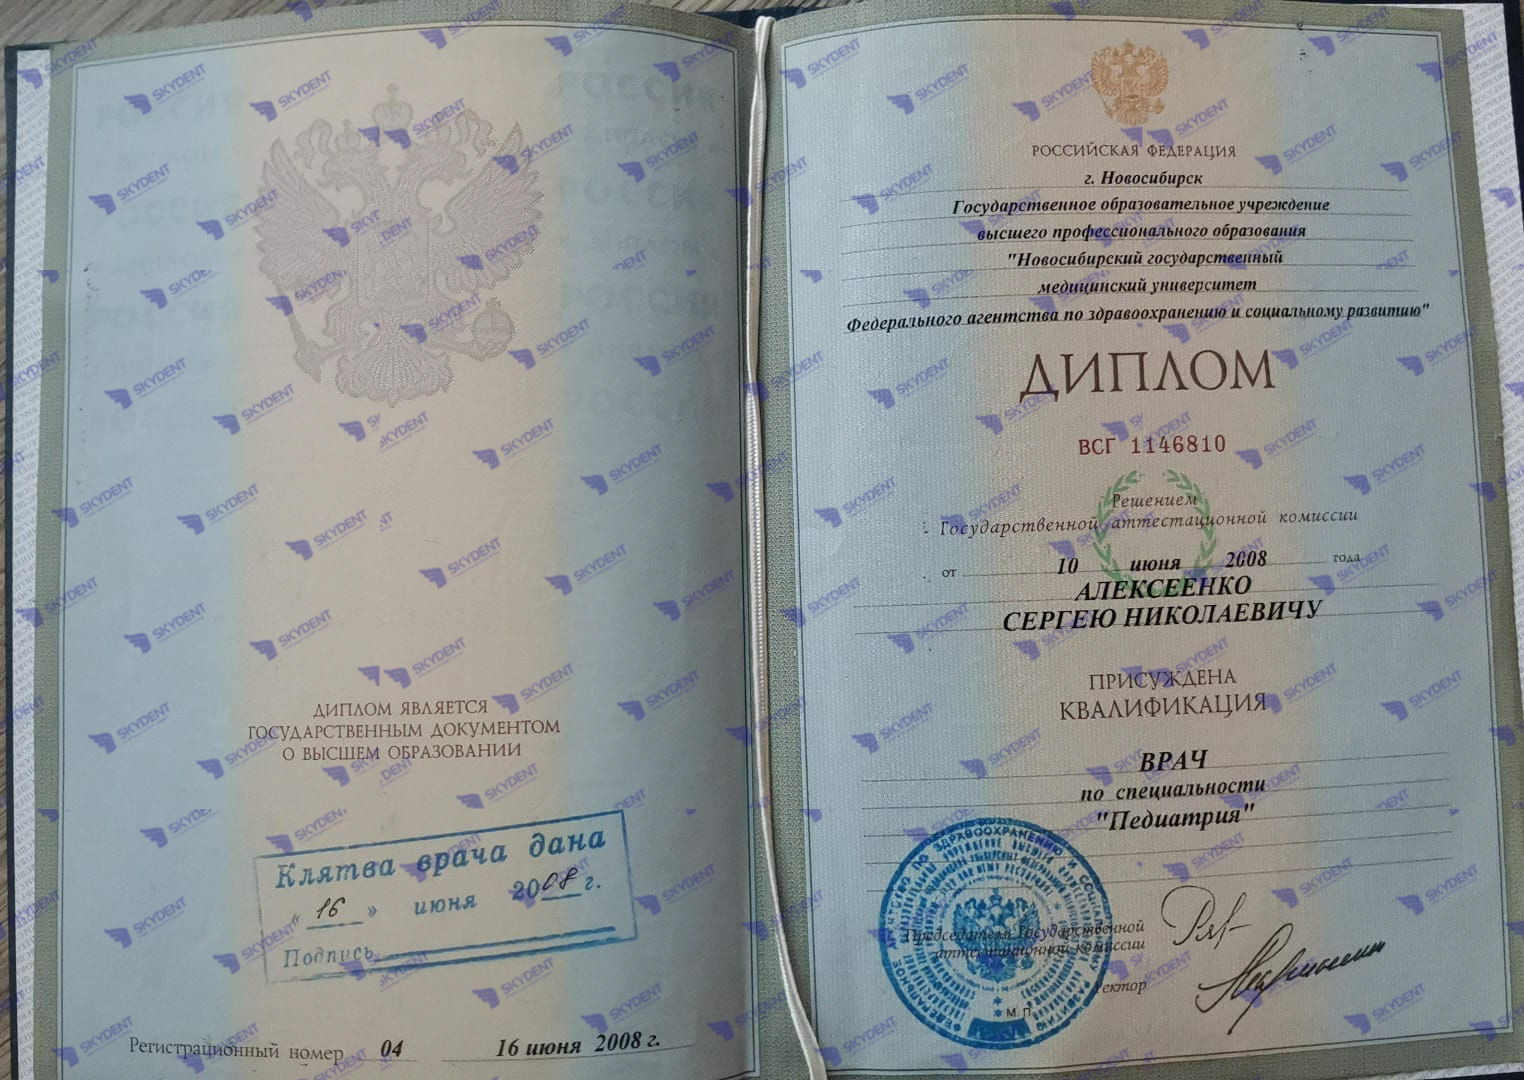 ДИПЛОМ ЯВЛЯЕТСЯ
ГОСУДАРСТВЕННЫМ ДОКУМЕНТОМ
О ВЫСШЕМ ОБРАЗОВАНИИ
Клятва врача дана
« 16 » июня 2008 г.
Подпись
Регистрационный номер 04 16 июня 2008 г.
РОССИЙСКАЯ ФЕДЕРАЦИЯ
г. Новосибирск
Государственное образовательное учреждение
высшего профессионального образования
"Новосибирский государственный
медицинский университет
Федерального агентства по здравоохранению и социальному развитию"
ДИПЛОМ
ВСГ 1146810
Решением
Государственной аттестационной комиссии
от 10 июня 2008 года
АЛЕКСЕЕНКО
СЕРГЕЮ НИКОЛАЕВИЧУ
ПРИСУЖДЕНА
КВАЛИФИКАЦИЯ
ВРАЧ
по специальности
"Педиатрия"
Председатель Государственной
аттестационной комиссии
Ректор
М.П.
SKYDENT